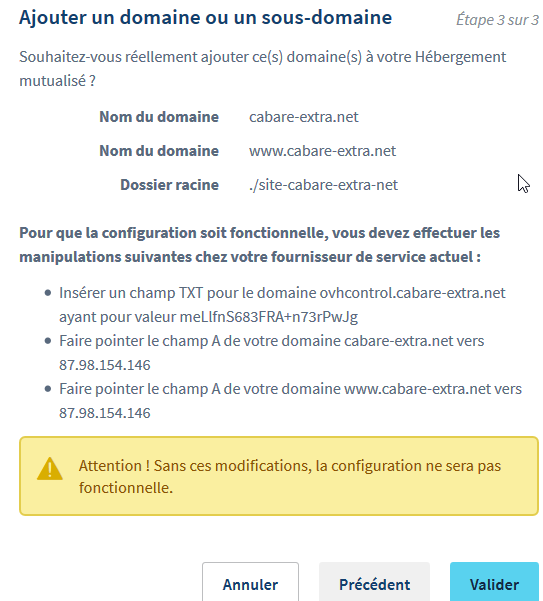 Ajouter un domaine ou un sous-domaine
Étape 3 sur 3
Souhaitez-vous réellement ajouter ce(s) domaine(s) à votre Hébergement
mutualisé ?
Nom du domaine cabare-extra.net
Nom du domaine www.cabare-extra.net
Dossier racine ./site-cabare-extra-net
Pour que la configuration soit fonctionnelle, vous devez effectuer les
manipulations suivantes chez votre fournisseur de service actuel :
• Insérer un champ TXT pour le domaine ovhcontrol.cabare-extra.net
ayant pour valeur meLlfnS683FRA+n73rPwJg
• Faire pointer le champ A de votre domaine cabare-extra.net vers
87.98.154.146
• Faire pointer le champ A de votre domaine www.cabare-extra.net vers
87.98.154.146
Attention ! Sans ces modifications, la configuration ne sera pas
fonctionnelle.
Annuler
Précédent
Valider